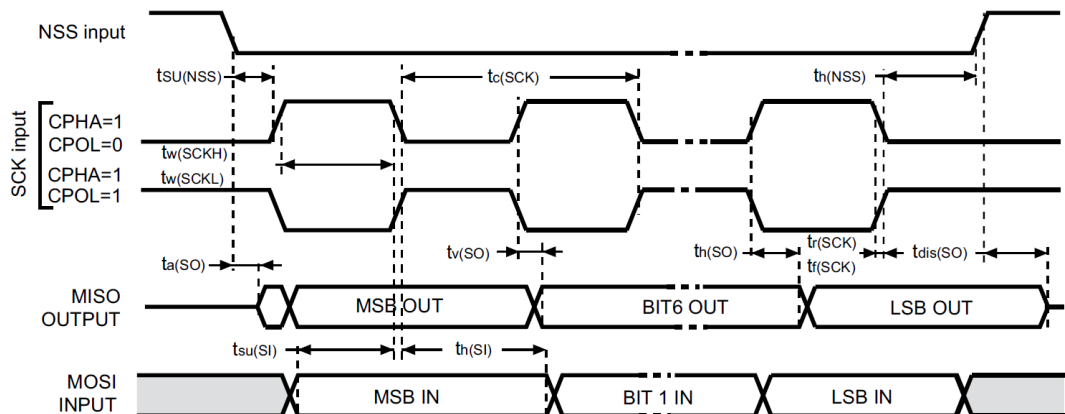 NSS input
tSU(NSS)
tc(SCK)
th(NSS)
SCK input
CPHA=1
CPOL=0
tw(SCKH)
CPHA=1
tw(SCKL)
CPOL=1
ta(SO)
tv(SO)
th(SO)
tr(SCK)
tf(SCK)
tdis(SO)
MISO
OUTPUT
MSB OUT
BIT6 OUT
LSB OUT
tsu(SI)
th(SI)
MOSI
INPUT
MSB IN
BIT 1 IN
LSB IN